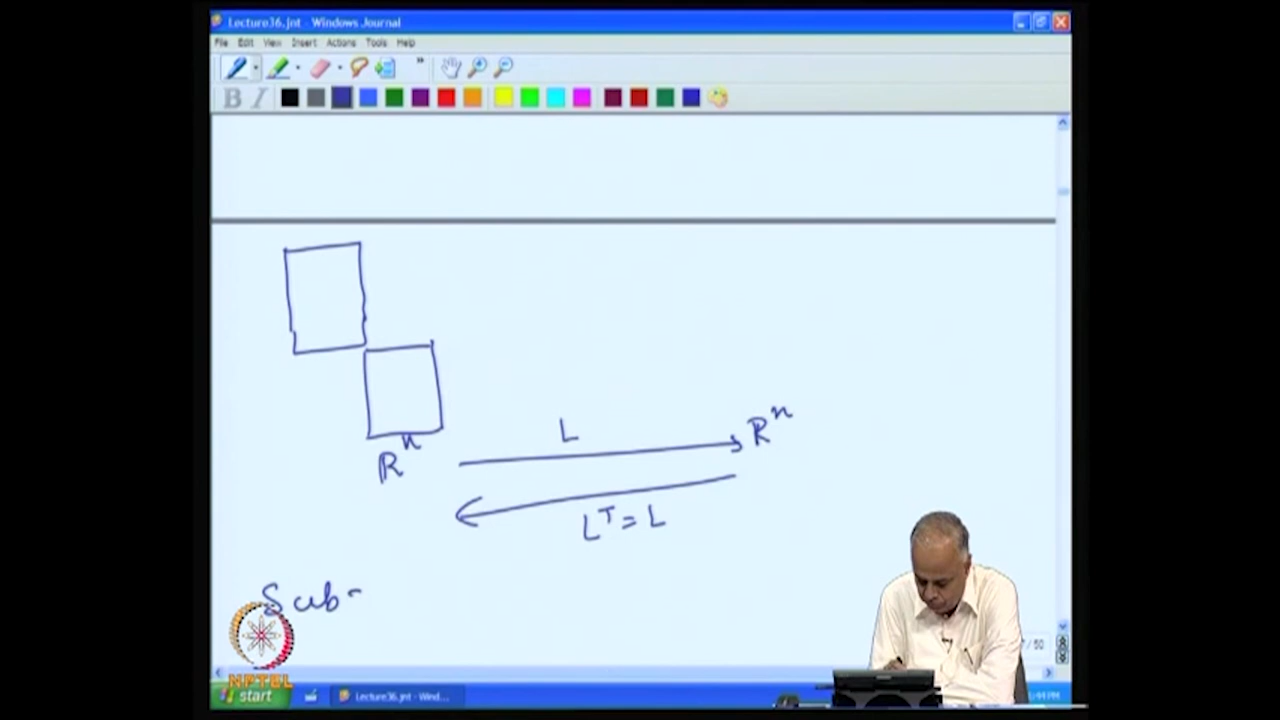 Lecture36.jnt - Windows Journal
File Edit View Insert Actions Tools Help
B I
L
R^n
R^n
L^T = L
Sub-
NPTEL
start
Lecture36.jnt - Wind...